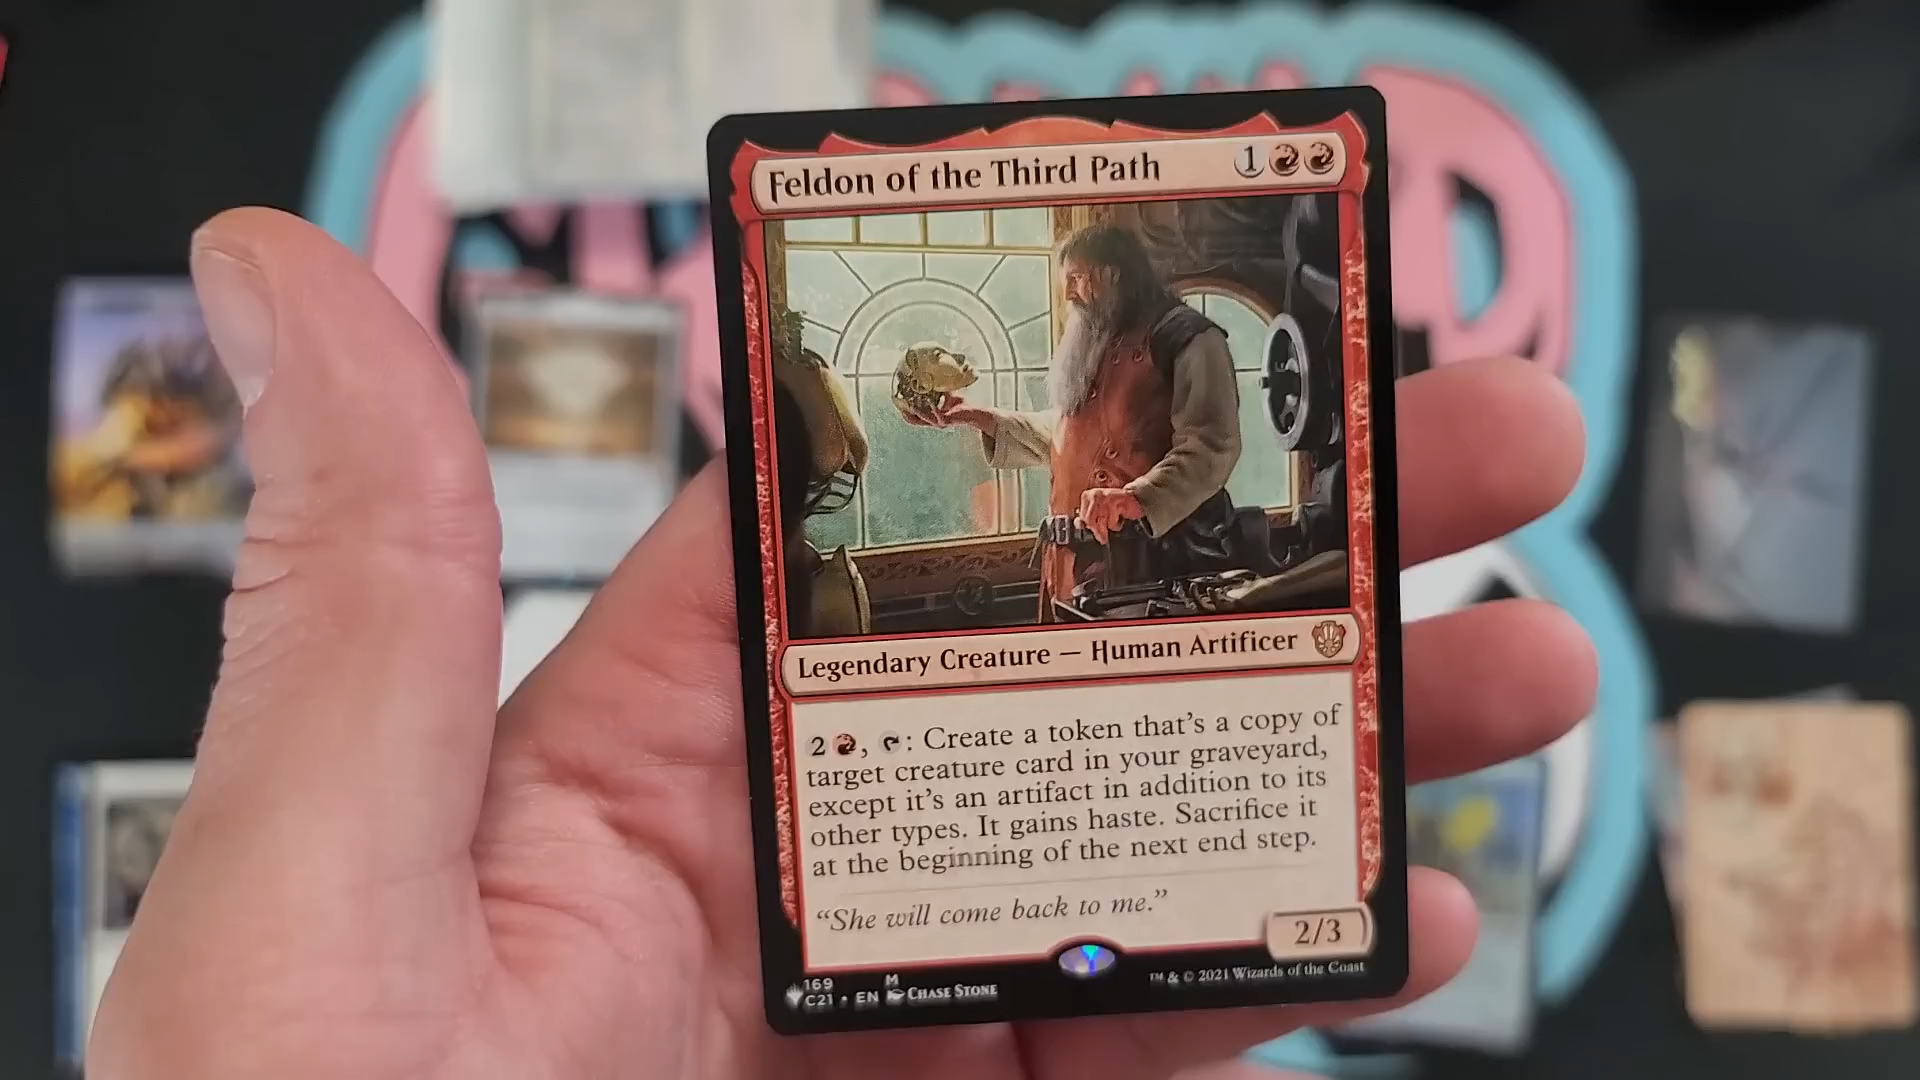 Feldon of the Third Path 1
Legendary Creature — Human Artificer
2 , : Create a token that's a copy of
target creature card in your graveyard,
except it's an artifact in addition to its
other types. It gains haste. Sacrifice it
at the beginning of the next end step.
“She will come back to me.”
2/3
169 M
C21 • EN CHASE STONE
™ & © 2021 Wizards of the Coast